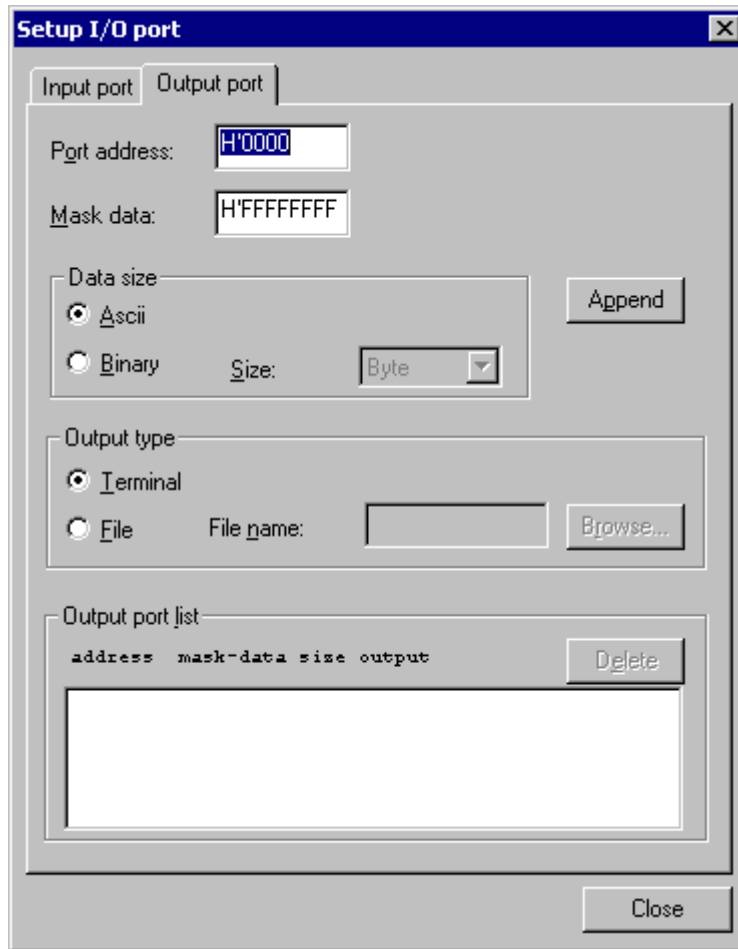 Setup I/O port
Input port Output port
Port address: H'0000
Mask data: H'FFFFFFFF
Data size
Ascii
Append
Binary Size: Byte
Output type
Terminal
File File name: Browse...
Output port list
address mask-data size output Delete
Close